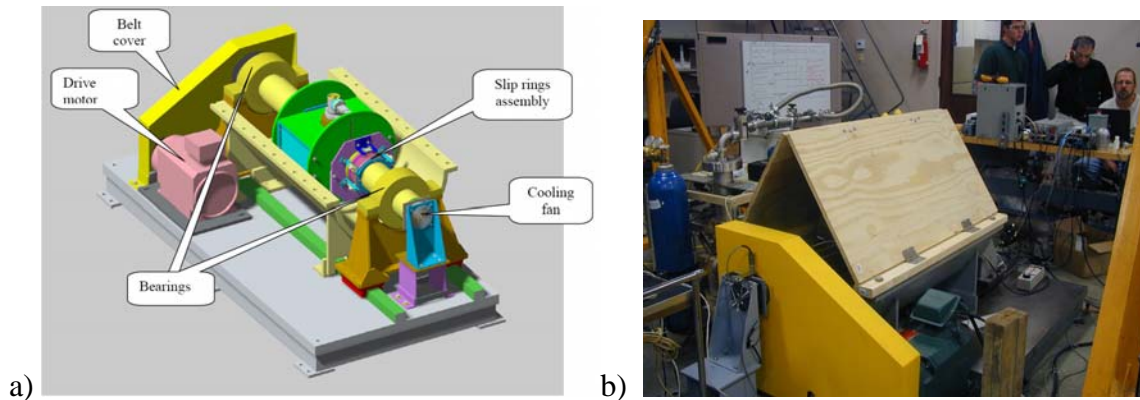 Belt
cover
Drive
motor
Slip rings
assembly
Cooling
fan
Bearings
a)
b)